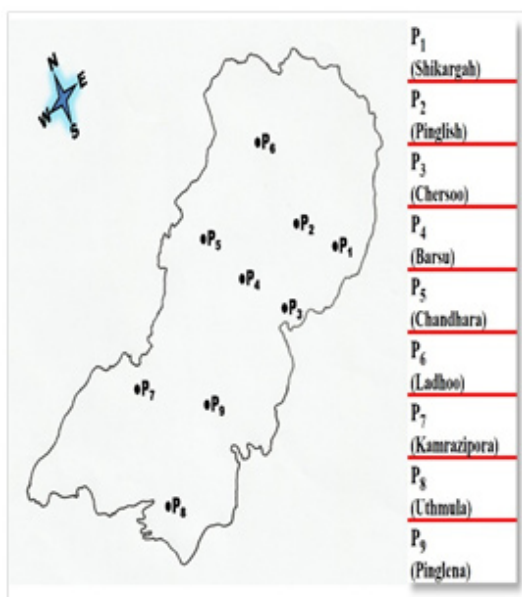 N
E
W
S
P6
P2
P5
P1
P4
P3
P7
P9
P8
P1
(Shikargah)
P2
(Pinglish)
P3
(Chersoo)
P4
(Barsu)
P5
(Chandhara)
P6
(Ladhoo)
P7
(Kamrazipora)
P8
(Uthmula)
P9
(Pinglena)